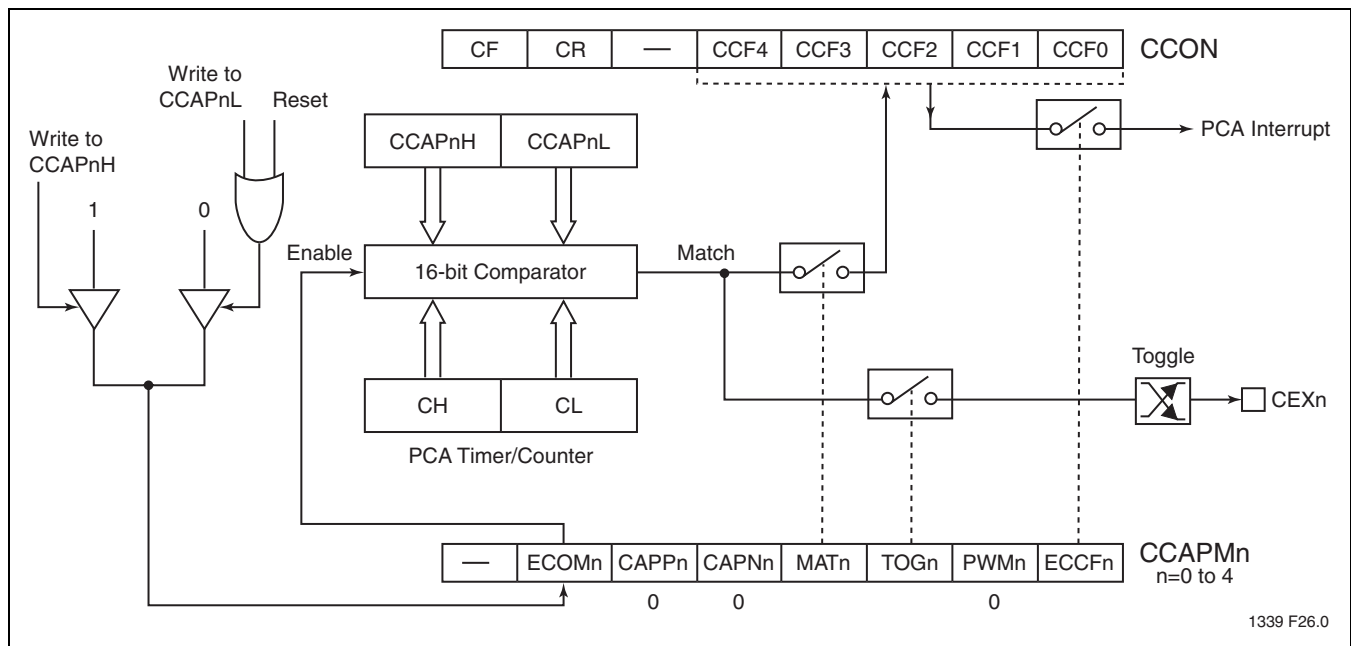 CF CR — CCF4 CCF3 CCF2 CCF1 CCF0 CCON
Write to
CCAPnL
Reset
Write to
CCAPnH
1
0
CCAPnH CCAPnL
PCA Interrupt
Enable
16-bit Comparator
Match
CH CL
PCA Timer/Counter
Toggle
CEXn
— ECOMn CAPPn CAPNn MATn TOGn PWMn ECCFn CCAPMn
n=0 to 4
0 0 0
1339 F26.0